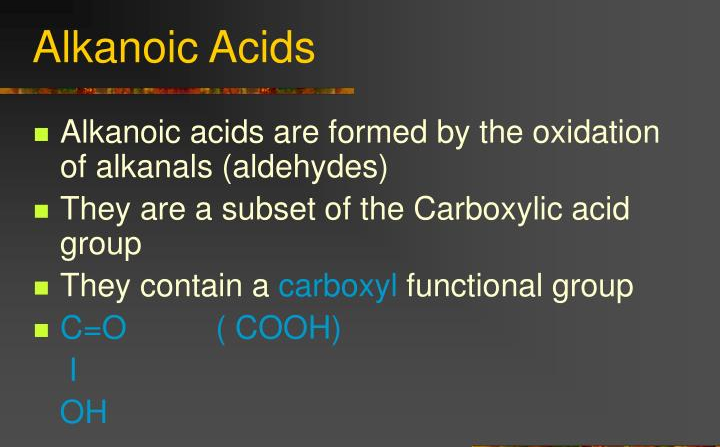 Alkanoic Acids
Alkanoic acids are formed by the oxidation
of alkanals (aldehydes)
They are a subset of the Carboxylic acid
group
They contain a carboxyl functional group
C=O ( COOH)
I
OH